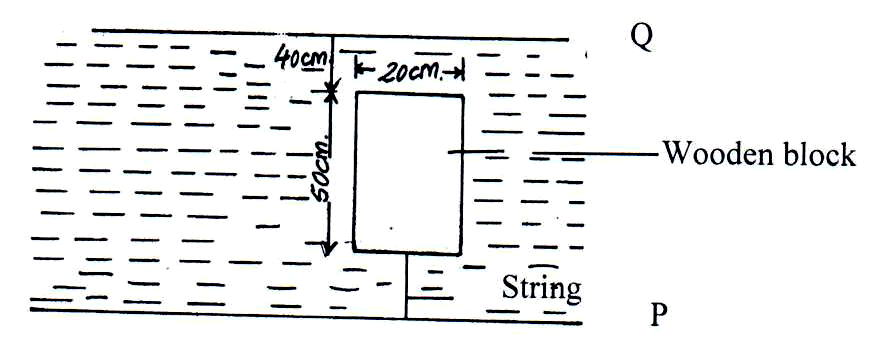 Q
40cm.
20cm.
50cm.
Wooden block
String
P